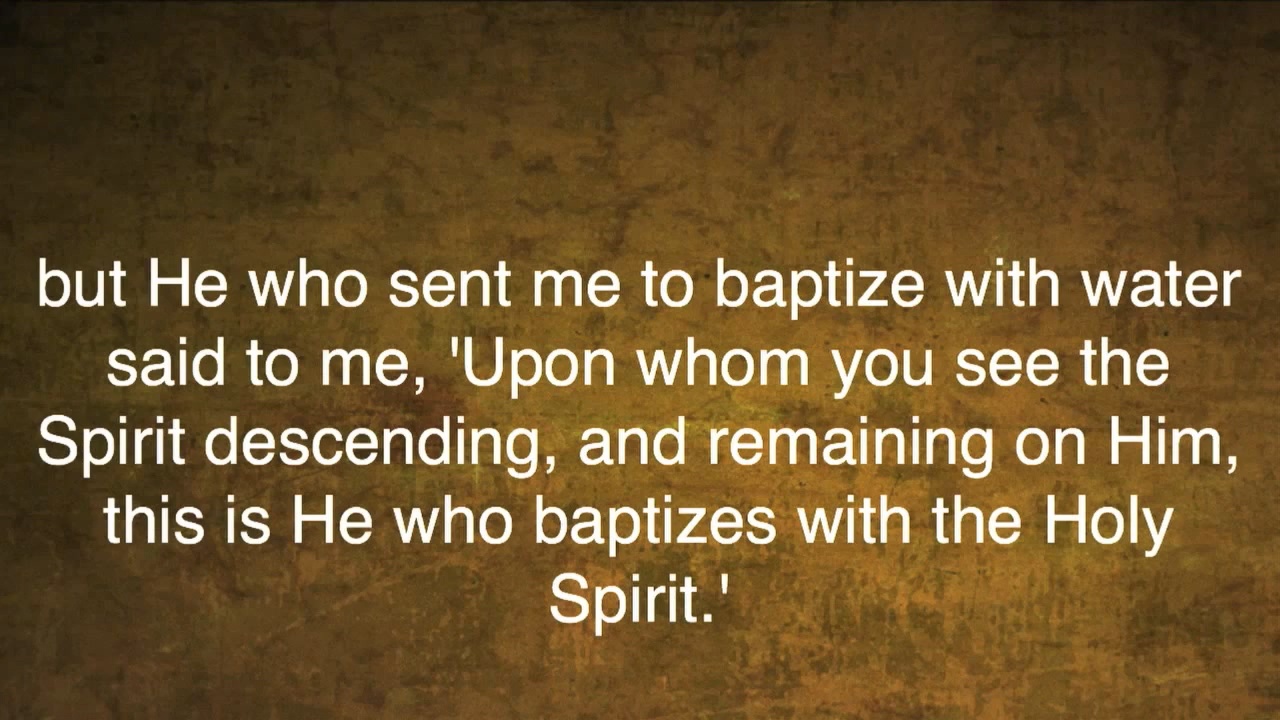 but He who sent me to baptize with water
said to me, 'Upon whom you see the
Spirit descending, and remaining on Him,
this is He who baptizes with the Holy
Spirit.'